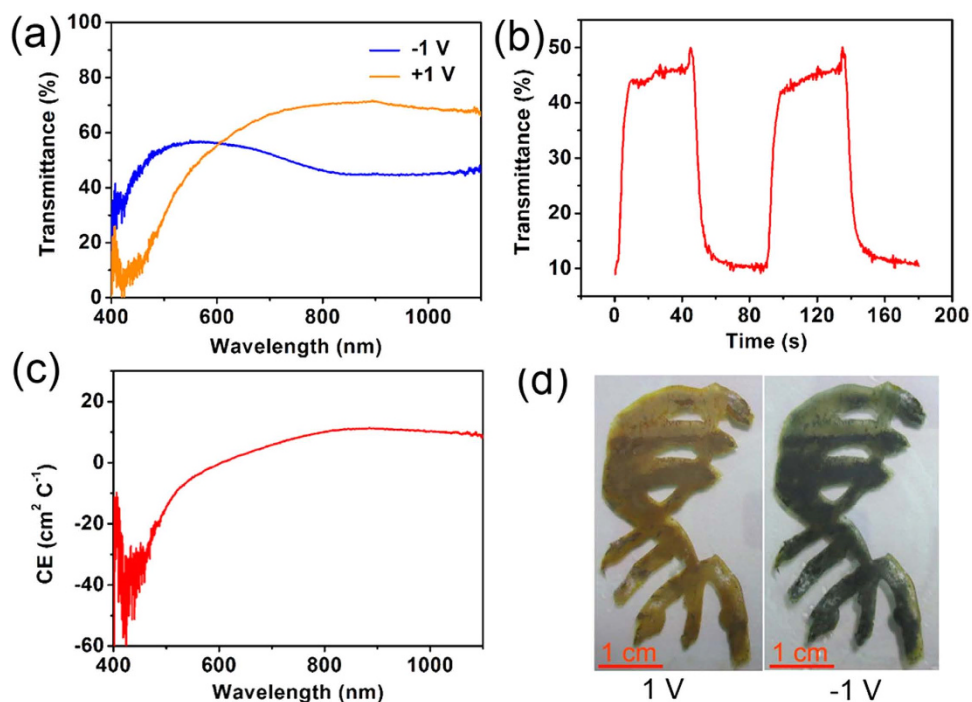 (a)
100
80
60
40
20
0
Transmittance (%)
-1 V
+1 V
400
600
800
1000
Wavelength (nm)
(b)
50
40
30
20
10
Transmittance (%)
0
40
80
120
160
200
Time (s)
(c)
20
0
-20
-40
-60
CE (cm² C⁻¹)
400
600
800
1000
Wavelength (nm)
(d)
1 cm
1 V
1 cm
-1 V